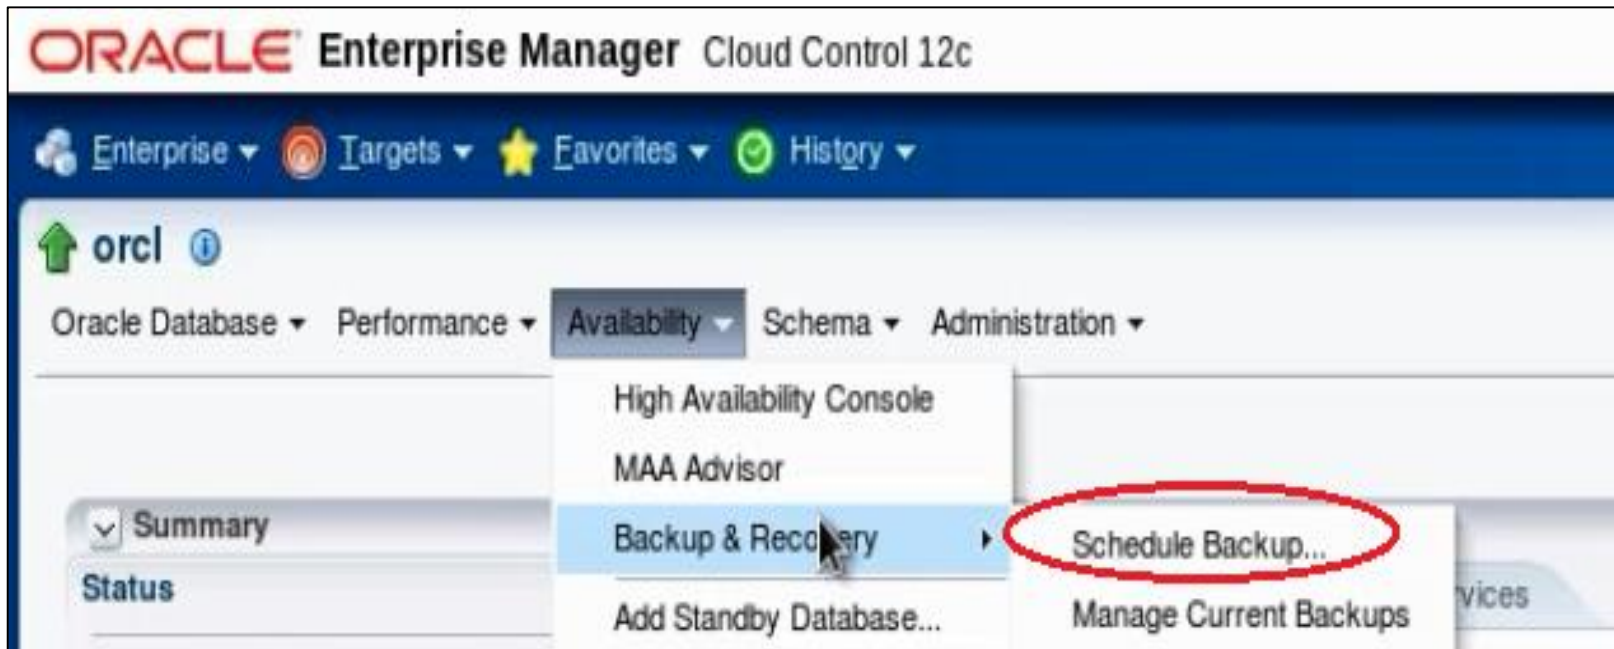 ORACLE Enterprise Manager Cloud Control 12c
Enterprise Targets Favorites History
orcl
Oracle Database Performance Availability Schema Administration
High Availability Console
MAA Advisor
Summary
Backup & Recovery
Schedule Backup...
Status
Add Standby Database...
Manage Current Backups